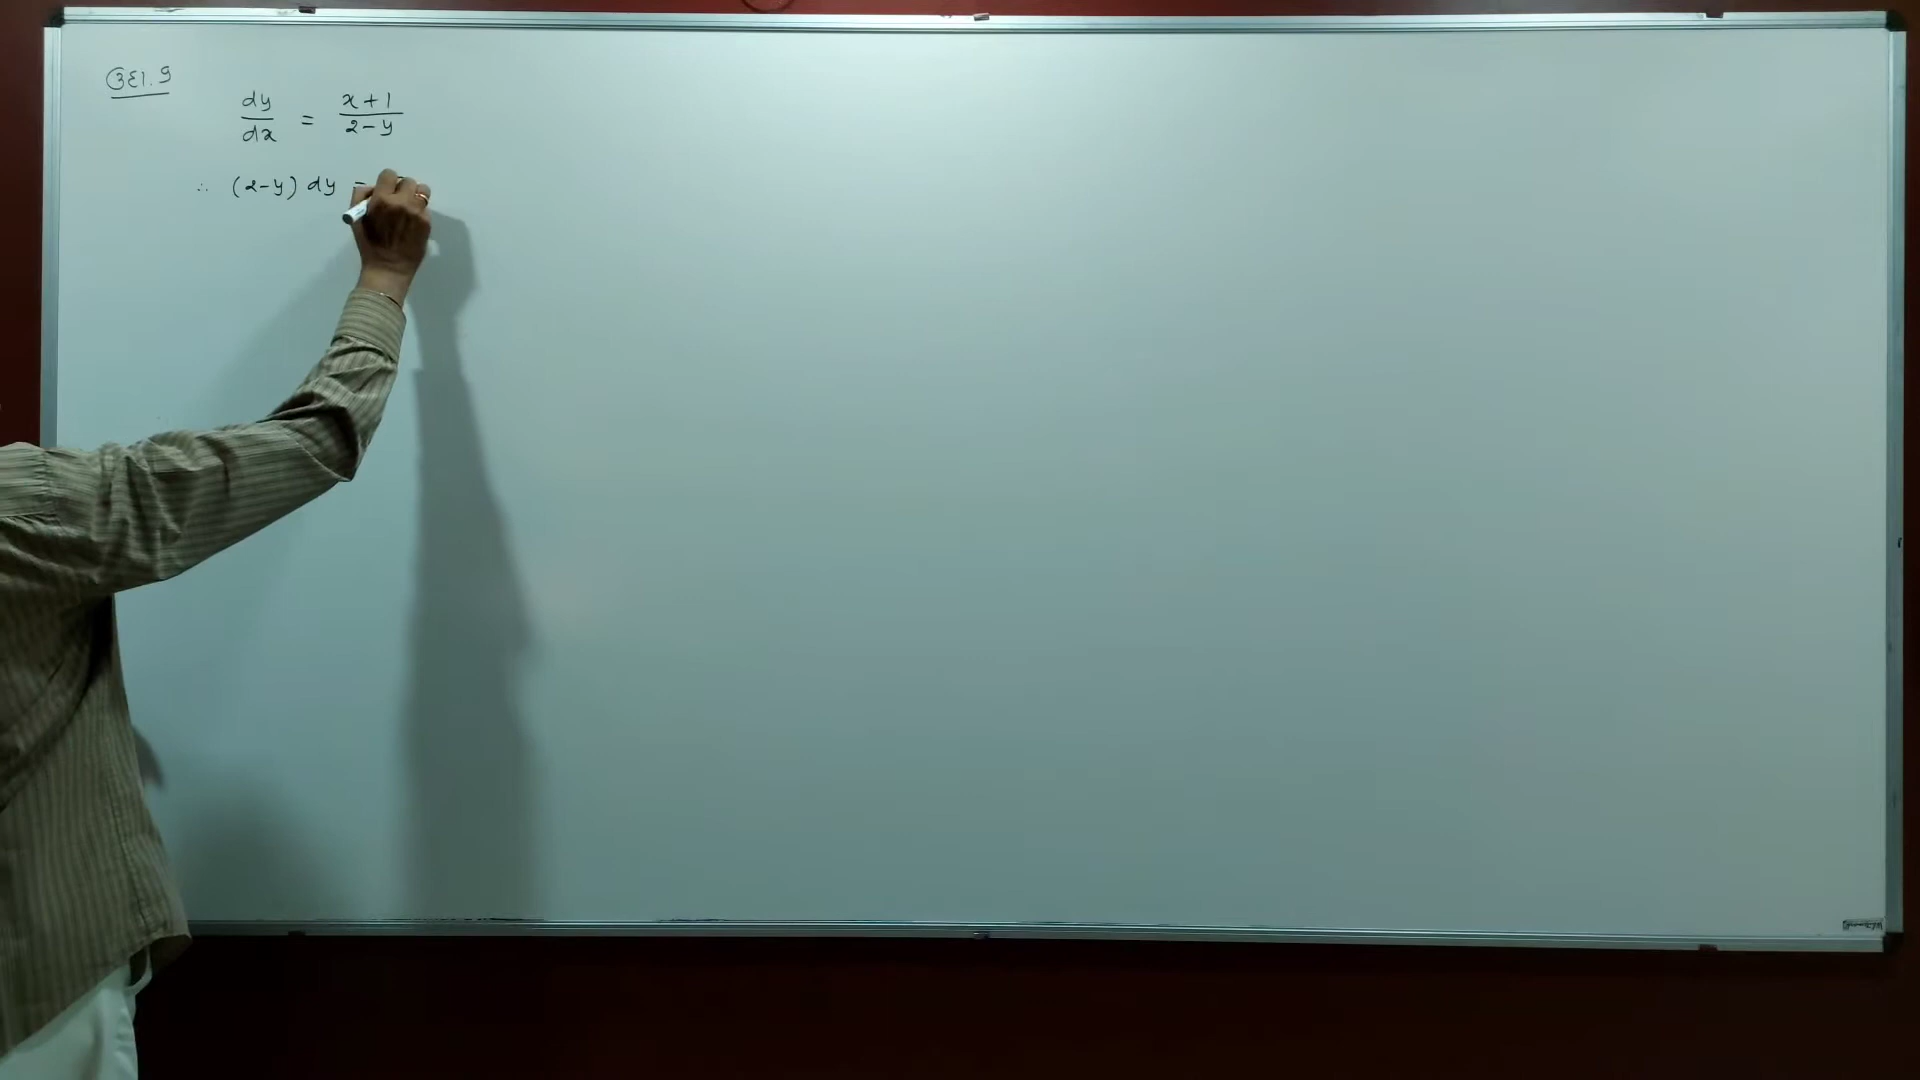 ઉદા. 9
dy/dx = x+1/2-y
∴ (2-y) dy =